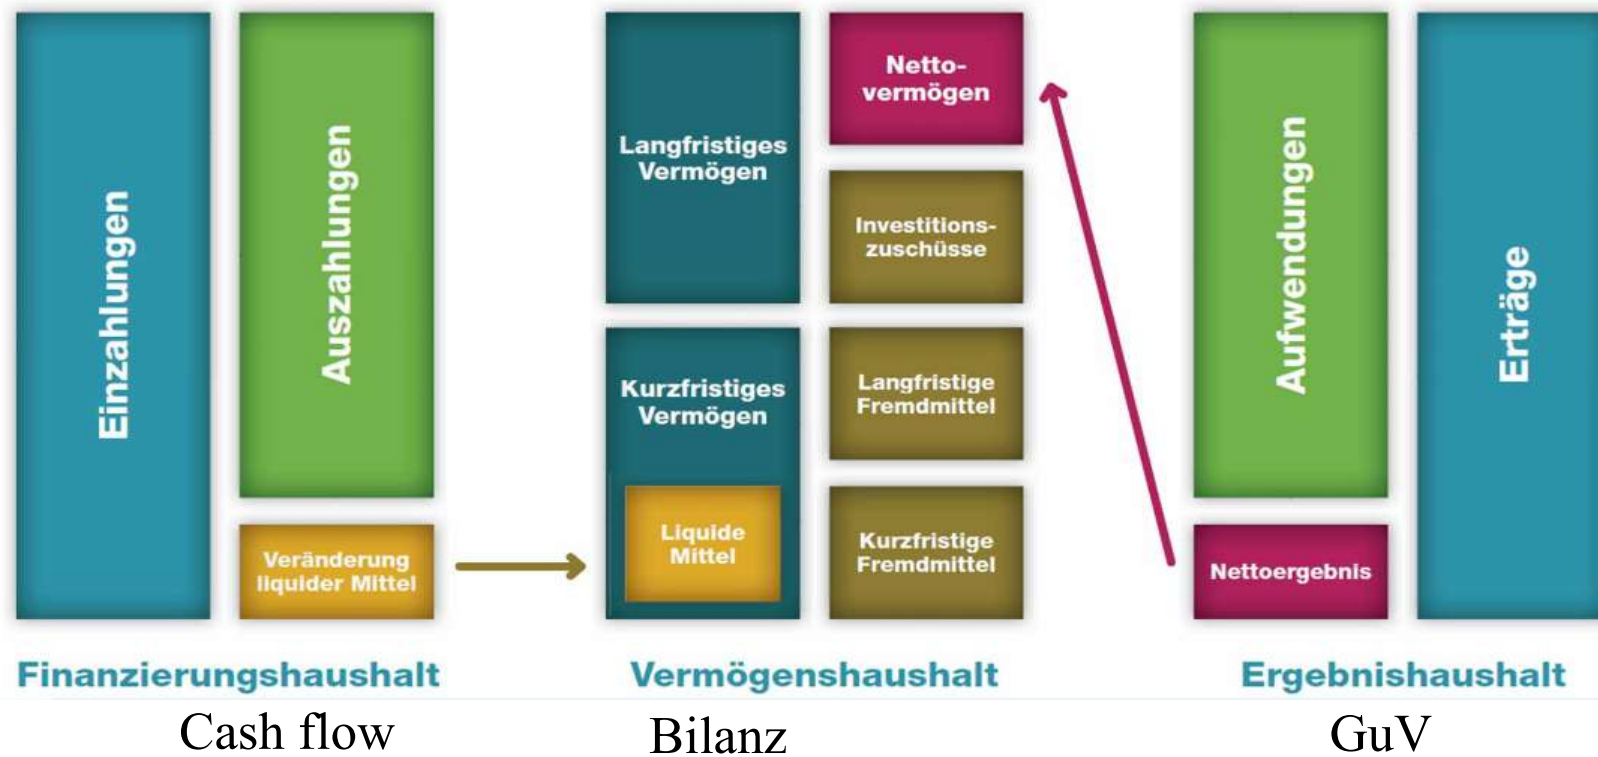 Einzahlungen
Auszahlungen
Veränderung
liquider Mittel
Finanzierungshaushalt
Cash flow
Langfristiges
Vermögen
Kurzfristiges
Vermögen
Liquide
Mittel
Netto-
vermögen
Investitions-
zuschüsse
Langfristige
Fremdmittel
Kurzfristige
Fremdmittel
Vermögenshaushalt
Bilanz
Aufwendungen
Nettoergebnis
Erträge
Ergebnishaushalt
GuV